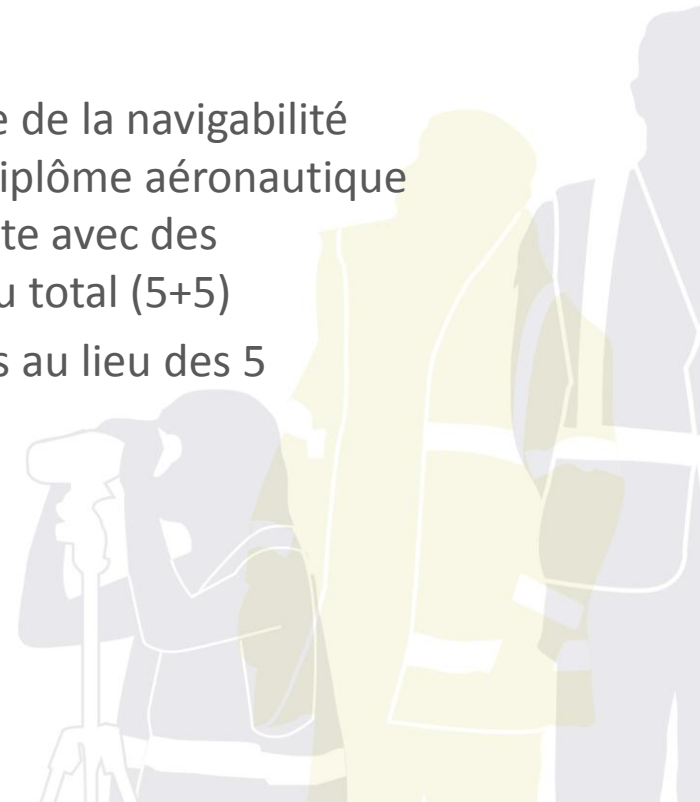 e de la navigabilité
iplôme aéronautique
te avec des
u total (5+5)
s au lieu des 5